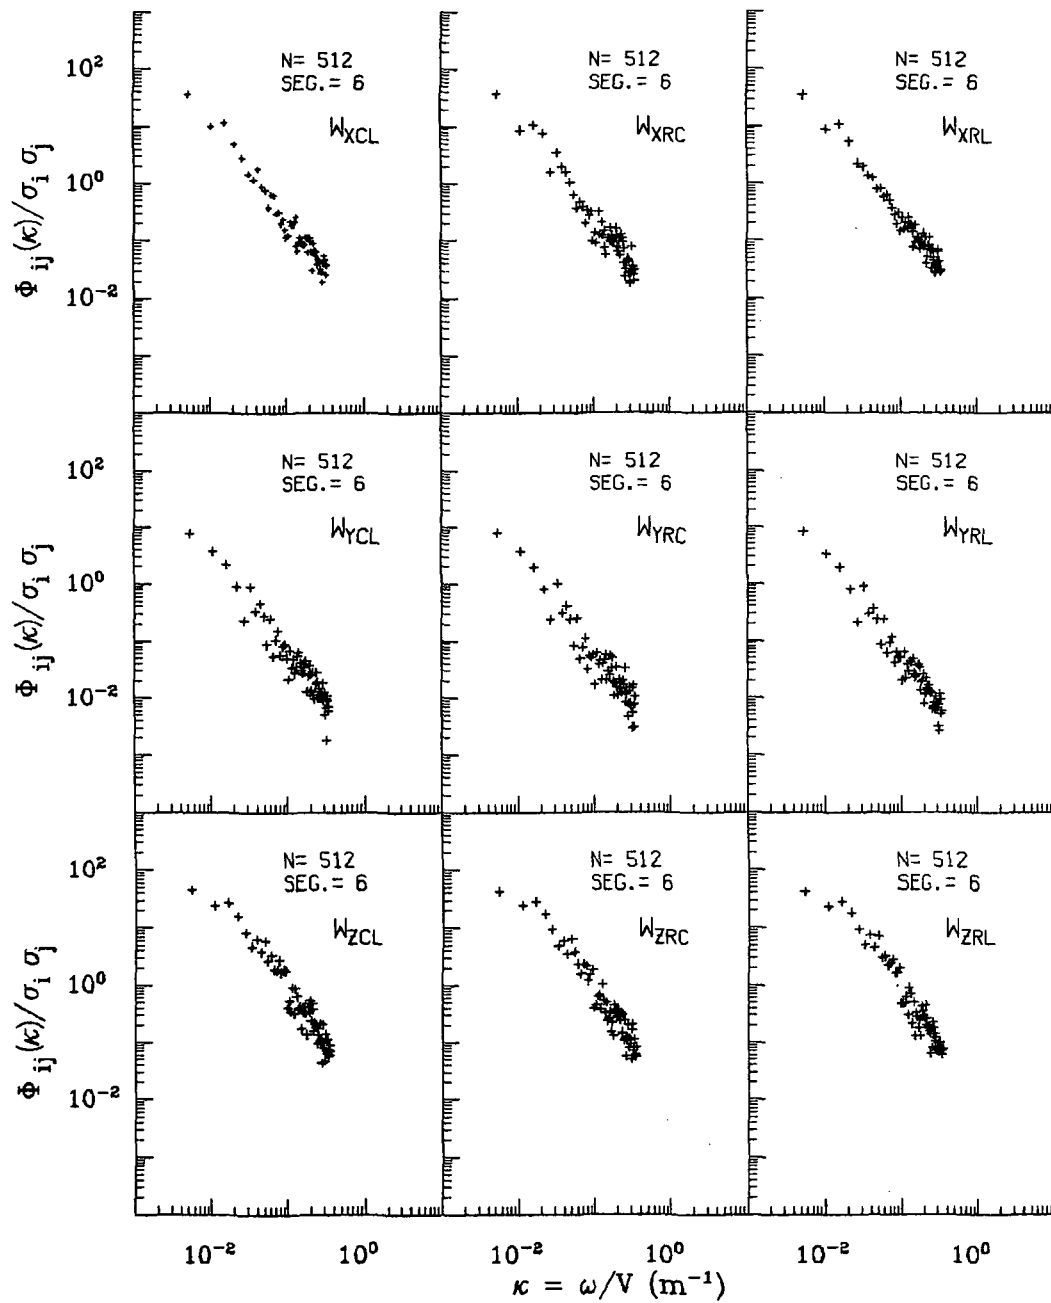 10² N= 512 N= 512 N= 512
SEG.= 6 SEG.= 6 SEG.= 6
W_XCL W_XRC W_XRL
10⁰
Φ_ij(κ)/σ_i σ_j
10⁻²
10² N= 512 N= 512 N= 512
SEG.= 6 SEG.= 6 SEG.= 6
W_YCL W_YRC W_YRL
10⁰
Φ_ij(κ)/σ_i σ_j
10⁻²
10² N= 512 N= 512 N= 512
SEG.= 6 SEG.= 6 SEG.= 6
W_ZCL W_ZRC W_ZRL
10⁰
Φ_ij(κ)/σ_i σ_j
10⁻²
10⁻² 10⁰ 10⁻² 10⁰ 10⁻² 10⁰
κ = ω/V (m⁻¹)